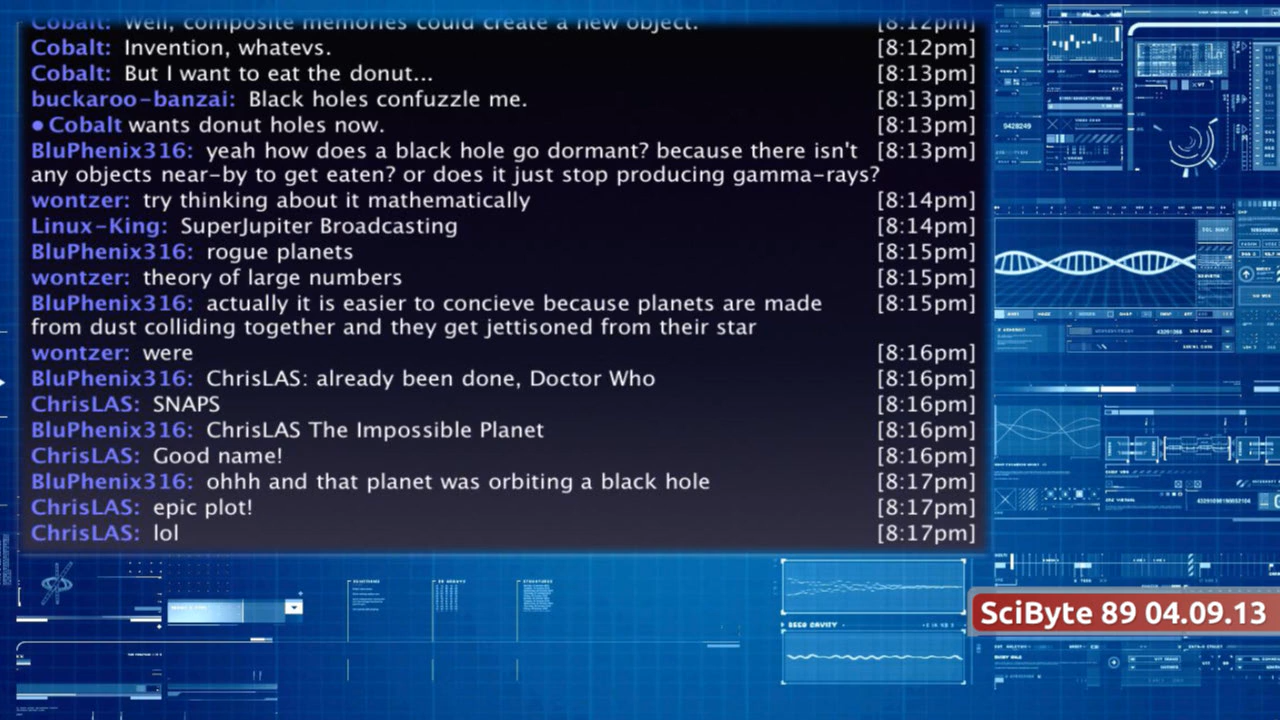 Cobalt: Well, composite memories could create a new object. [8:12pm]
Cobalt: Invention, whatevs. [8:12pm]
Cobalt: But I want to eat the donut... [8:13pm]
buckaroo-banzai: Black holes confuzzle me. [8:13pm]
• Cobalt wants donut holes now. [8:13pm]
BluPhenix316: yeah how does a black hole go dormant? because there isn't [8:13pm]
any objects near-by to get eatin? or does it just stop producing gamma-rays?
wontzer: try thinking about it mathematically [8:14pm]
Linux-King: SuperJupiter Broadcasting [8:14pm]
BluPhenix316: rogue planets [8:15pm]
wontzer: theory of large numbers [8:15pm]
BluPhenix316: actually it is easier to concieve because planets are made [8:15pm]
from dust colliding together and they get jettisoned from their star
wontzer: were [8:16pm]
BluPhenix316: ChrisLAS: already been done, Doctor Who [8:16pm]
ChrisLAS: SNAPS [8:16pm]
BluPhenix316: ChrisLAS The Impossible Planet [8:16pm]
ChrisLAS: Good name! [8:16pm]
BluPhenix316: ohhh and that planet was orbiting a black hole [8:17pm]
ChrisLAS: epic plot! [8:17pm]
ChrisLAS: lol [8:17pm]
SciByte 89 04.09.13
9428249